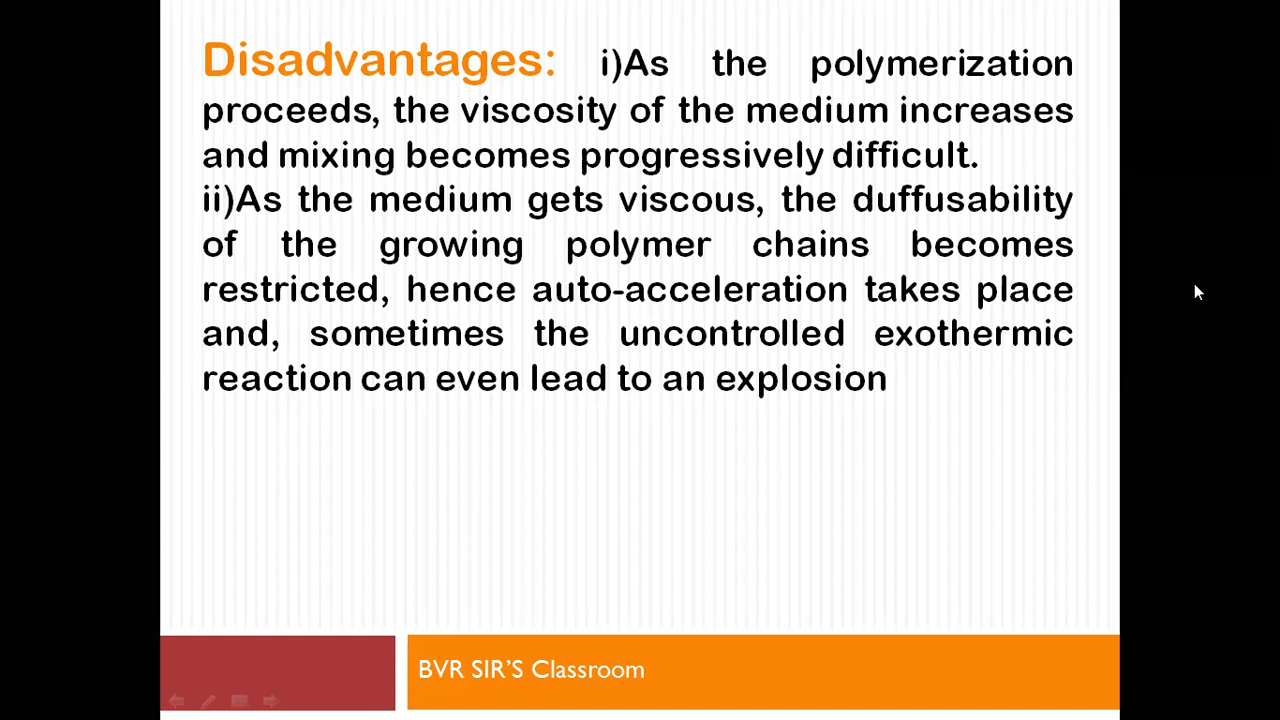 Disadvantages: i)As the polymerization
proceeds, the viscosity of the medium increases
and mixing becomes progressively difficult.
ii)As the medium gets viscous, the duffusability
of the growing polymer chains becomes
restricted, hence auto-acceleration takes place
and, sometimes the uncontrolled exothermic
reaction can even lead to an explosion
BVR SIR'S Classroom